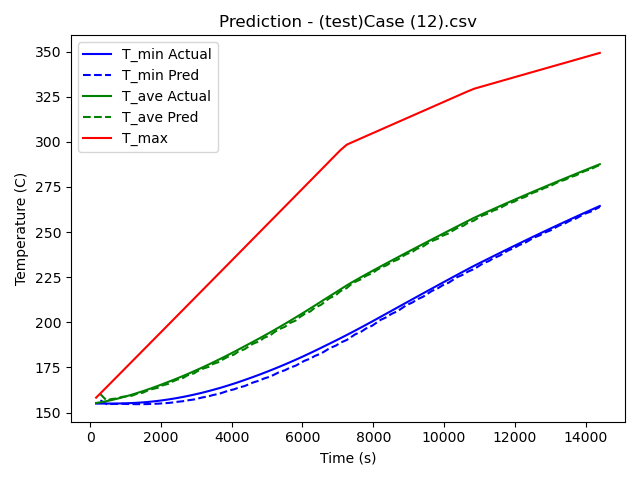 Prediction - (test)Case (12).csv
T_min Actual
T_min Pred
T_ave Actual
T_ave Pred
T_max
Temperature (C)
350
325
300
275
250
225
200
175
150
0 2000 4000 6000 8000 10000 12000 14000
Time (s)